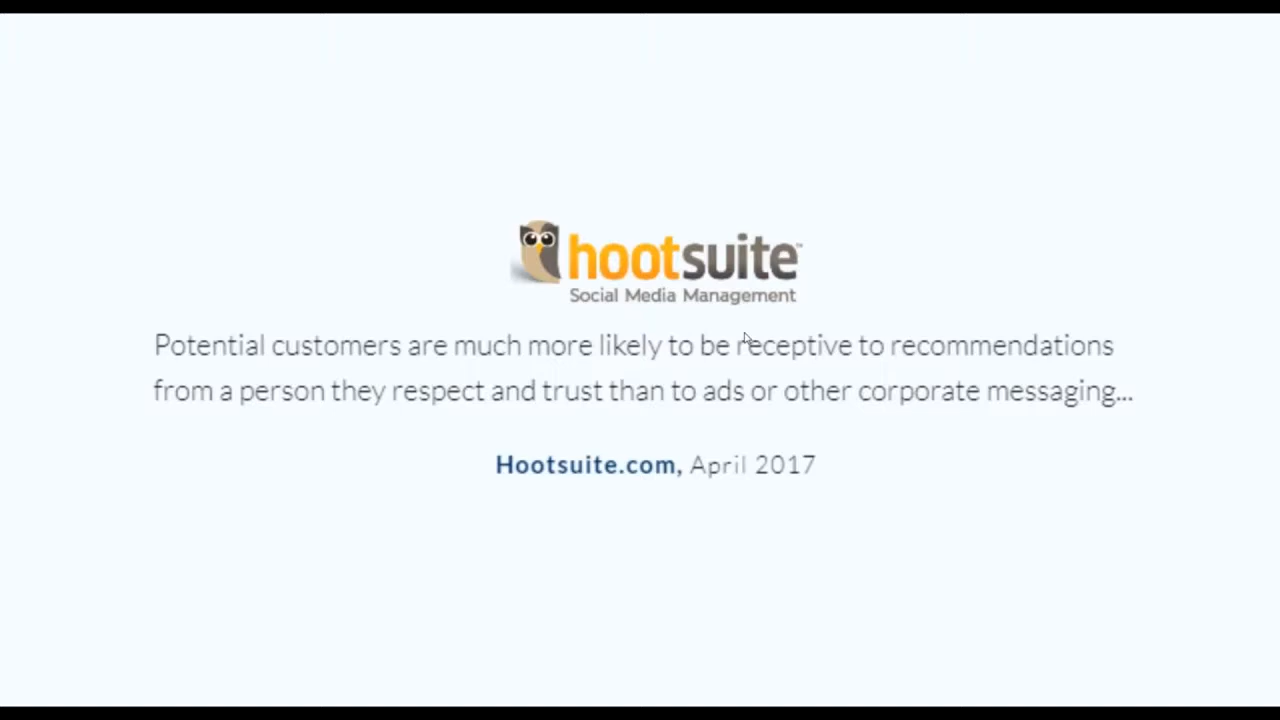 hootsuite™
Social Media Management
Potential customers are much more likely to be receptive to recommendations
from a person they respect and trust than to ads or other corporate messaging...
Hootsuite.com, April 2017